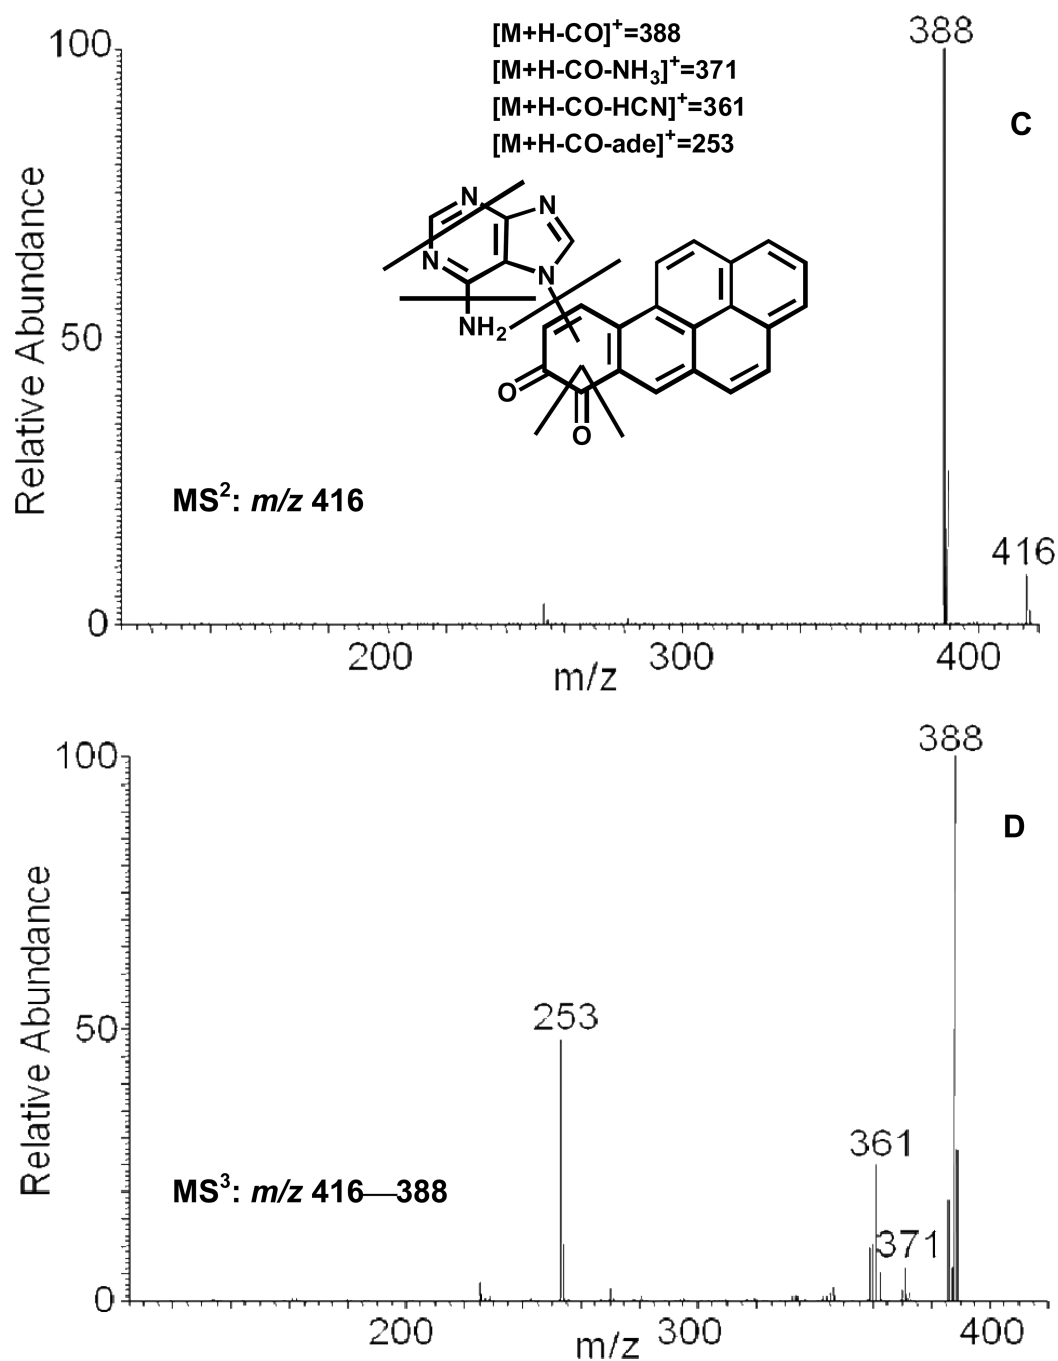 [M+H-CO]⁺=388
[M+H-CO-NH₃]⁺=371
[M+H-CO-HCN]⁺=361
[M+H-CO-ade]⁺=253
388
C
100
N
N
N
N
NH₂
O
O
Relative Abundance
50
MS²: m/z 416
416
0
200
300
400
m/z
388
100
D
Relative Abundance
50
253
361
MS³: m/z 416—388
371
0
200
300
400
m/z